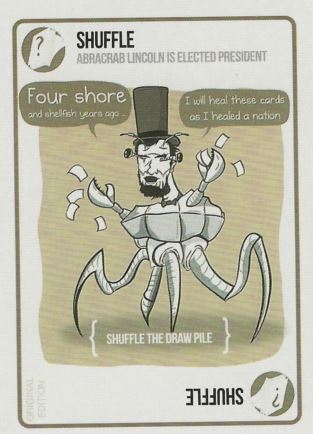 ?
SHUFFLE
ABRACRAB LINCOLN IS ELECTED PRESIDENT
Four shore
and shellfish years ago ...
I will heal these cards
as I healed a nation
{ SHUFFLE THE DRAW PILE }
ORIGINAL
EDITION
SHUFFLE
?